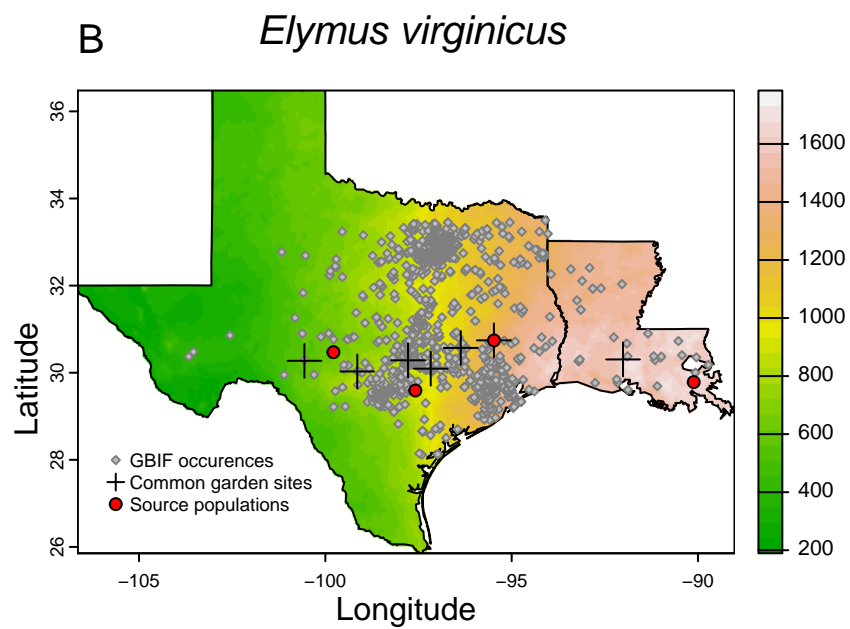 B
Elymus virginicus
36
34
32
30
28
26
Latitude
GBIF occurences
Common garden sites
Source populations
−105
−100
−95
−90
Longitude
1600
1400
1200
1000
800
600
400
200